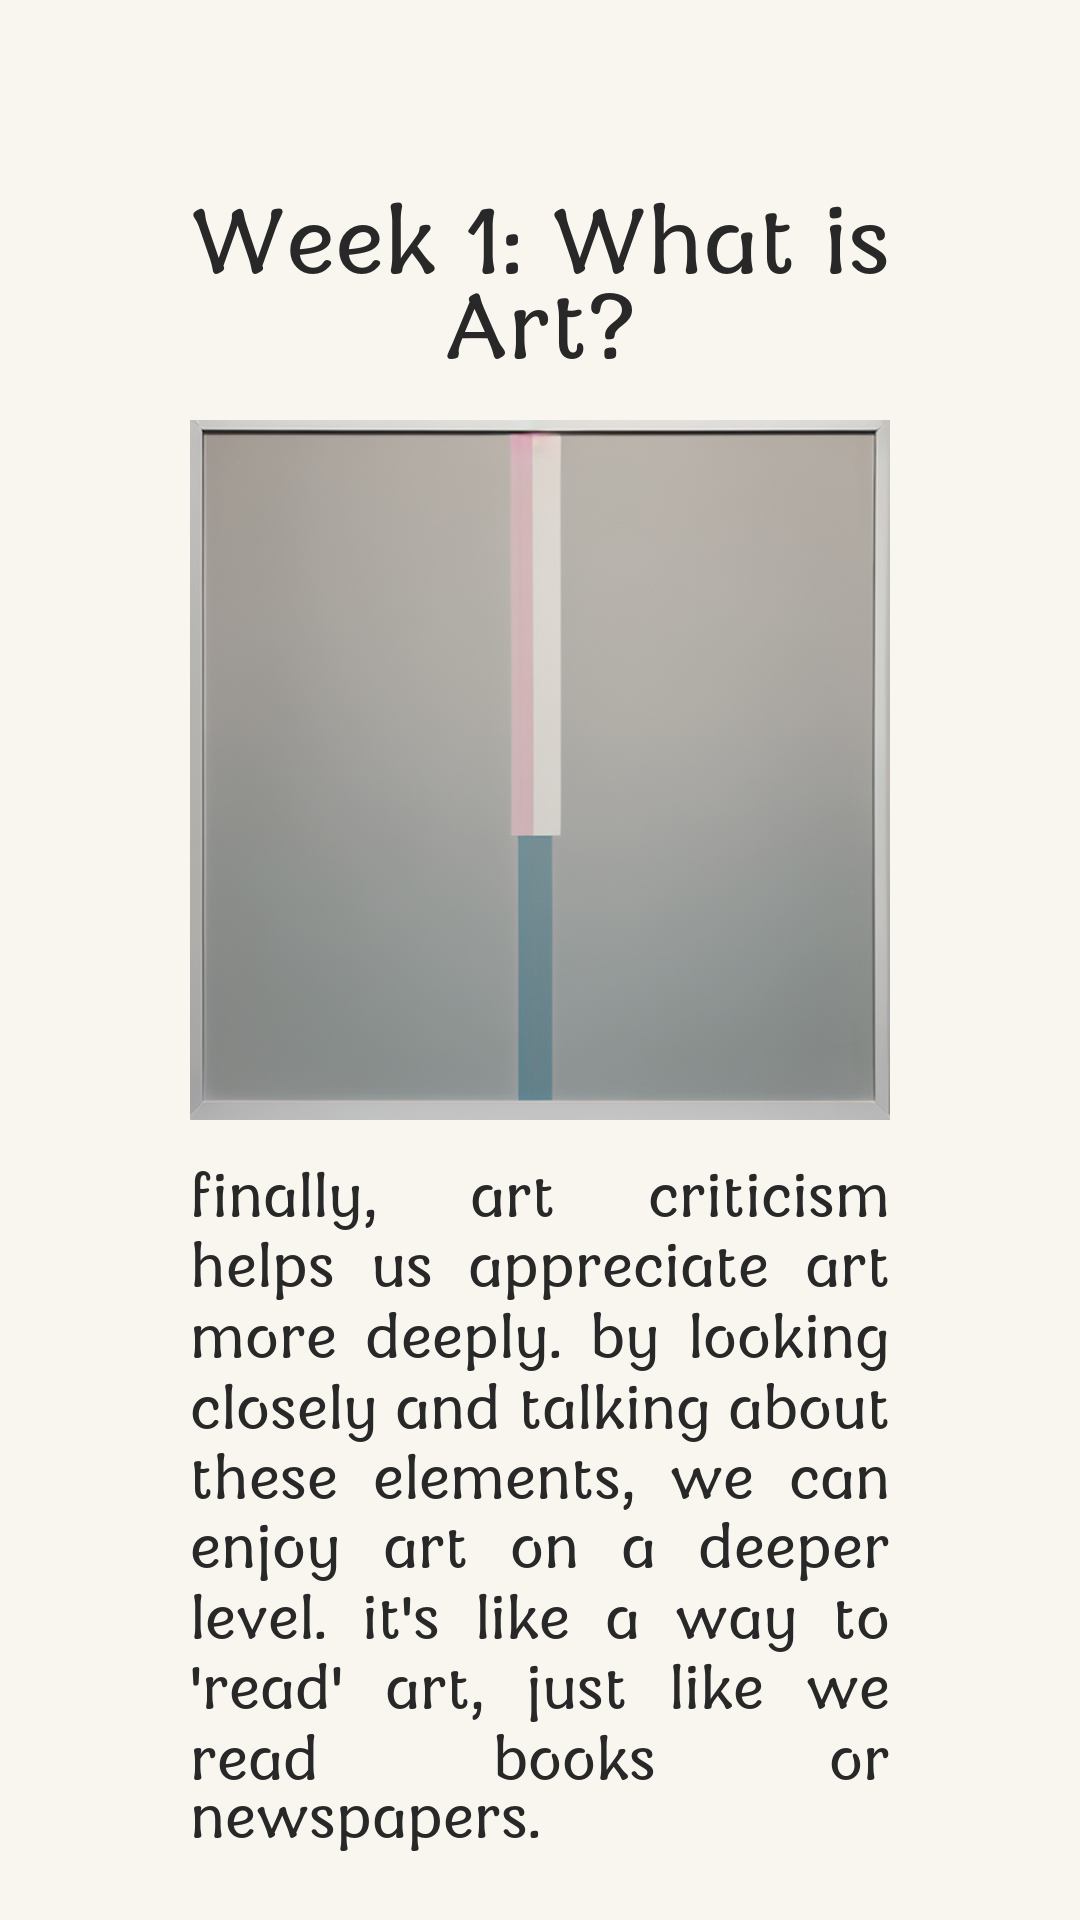 Week 1: What is
Art?
finally, art criticism
helps us appreciate art
more deeply. by looking
closely and talking about
these elements, we can
enjoy art on a deeper
level. it's like a way to
'read' art, just like we
read books or
newspapers.